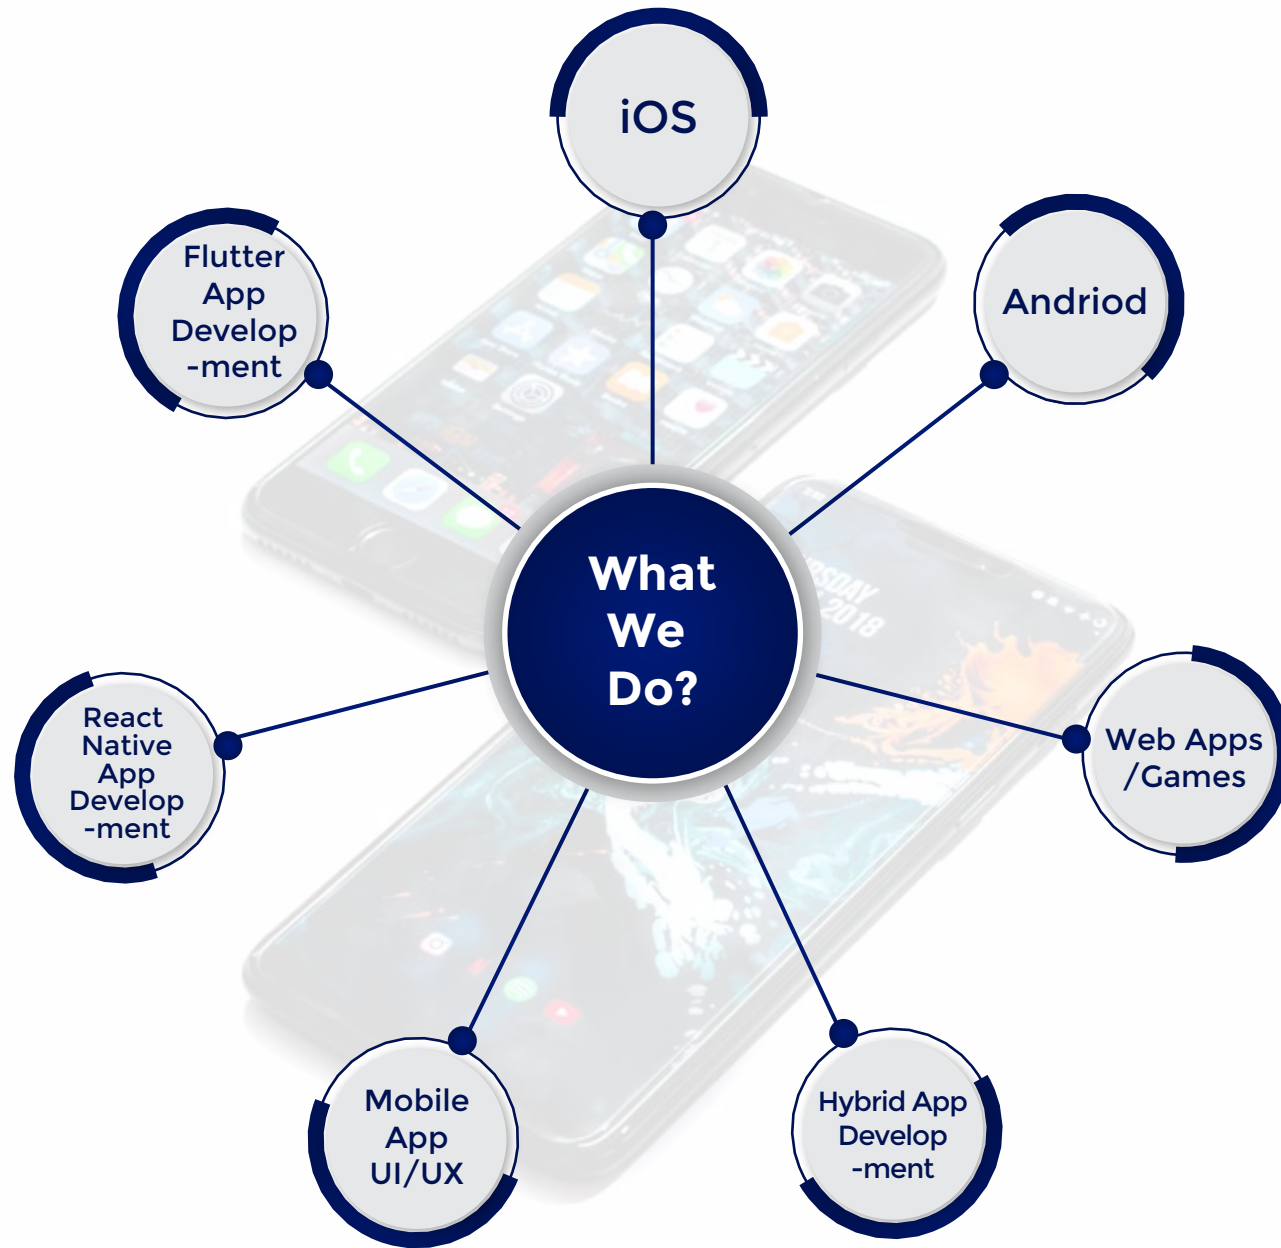 iOS
Andriod
Web Apps
/Games
Hybrid App
Develop
-ment
Mobile
App
UI/UX
React
Native
App
Develop
-ment
Flutter
App
Develop
-ment
What
We
Do?
2018